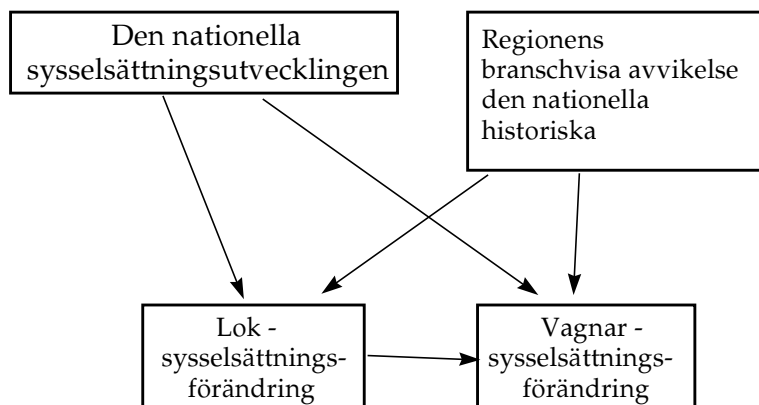 Den nationella
sysselsättningsutvecklingen
Regionens
branschvisa avvikelse
den nationella
historiska
Lok -
sysselsättnings-
förändring
Vagnar -
sysselsättnings-
förändring